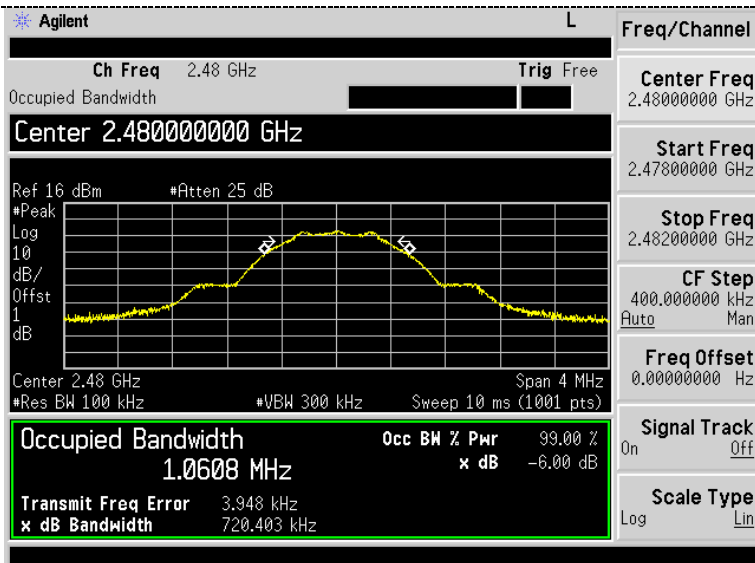 Agilent L
Freq/Channel
Ch Freq 2.48 GHz Trig Free
Occupied Bandwidth
Center 2.480000000 GHz
Ref 16 dBm #Atten 25 dB
#Peak
Log
10
dB/
Offst
1
dB
Center 2.48 GHz Span 4 MHz
#Res BW 100 kHz #VBW 300 kHz Sweep 10 ms (1001 pts)
Occupied Bandwidth
1.0608 MHz
Occ BW % Pwr 99.00 %
x dB -6.00 dB
Transmit Freq Error 3.948 kHz
x dB Bandwidth 720.403 kHz
Center Freq
2.48000000 GHz
Start Freq
2.47800000 GHz
Stop Freq
2.48200000 GHz
CF Step
400.000000 kHz
Auto Man
Freq Offset
0.00000000 Hz
Signal Track
On Off
Scale Type
Log Lin